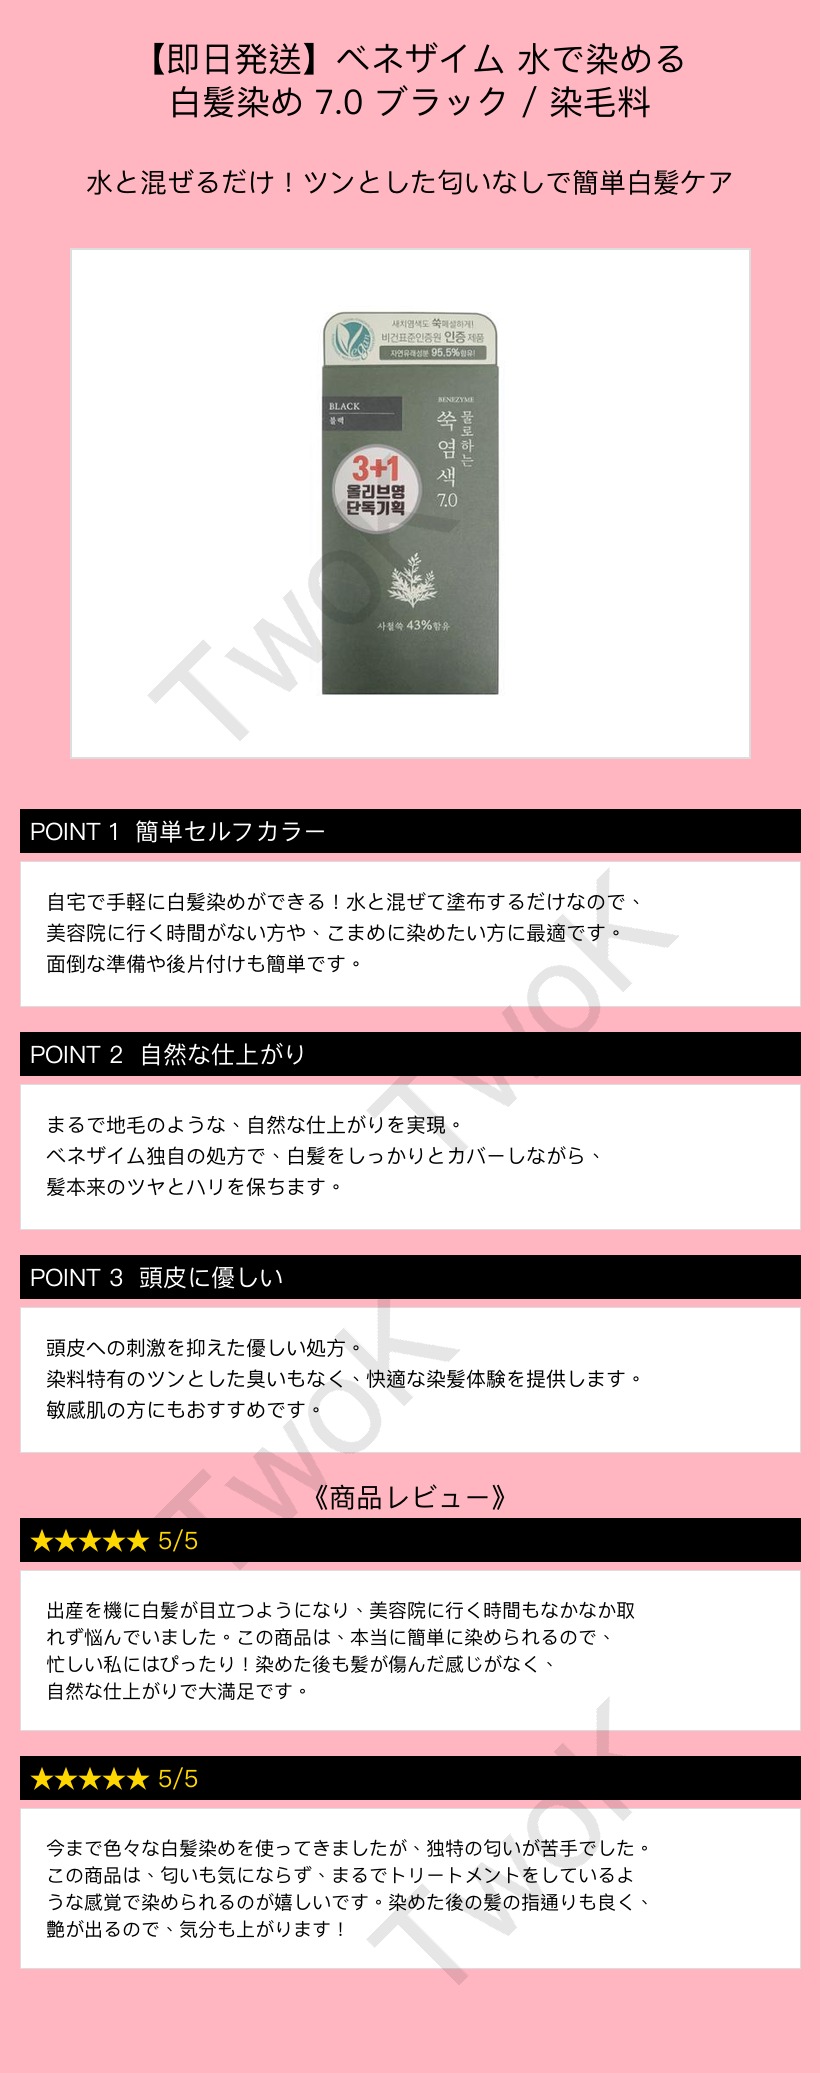 【即日発送】ベネザイム 水で染める
白髪染め 7.0 ブラック / 染毛料
水と混ぜるだけ！ツンとした匂いなしで簡単白髪ケア
새치염색도 쑥떼설하게!
비건표준인증원 인증 제품
자연유래성분 95.5%함유!
Vegan
BLACK
블랙
BENEZYME
물로하는
쑥염색
7.0
3+1
올리브영
단독기획
사철쑥 43%함유
TwoK
POINT 1 簡単セルフカラー
自宅で手軽に白髪染めができる！水と混ぜて塗布するだけなので、
美容院に行く時間がない方や、こまめに染めたい方に最適です。
面倒な準備や後片付けも簡単です。
TwoK
POINT 2 自然な仕上がり
まるで地毛のような、自然な仕上がりを実現。
ベネザイム独自の処方で、白髪をしっかりとカバーしながら、
髪本来のツヤとハリを保ちます。
POINT 3 頭皮に優しい
頭皮への刺激を抑えた優しい処方。
染料特有のツンとした臭いもなく、快適な染髪体験を提供します。
敏感肌の方にもおすすめです。
TwoK
《商品レビュー》
★★★★★ 5/5
出産を機に白髪が目立つようになり、美容院に行く時間もなかなか取
れず悩んでいました。この商品は、本当に簡単に染められるので、
忙しい私にはぴったり！染めた後も髪が傷んだ感じがなく、
自然な仕上がりで大満足です。
★★★★★ 5/5
今まで色々な白髪染めを使ってきましたが、独特の匂いが苦手でした。
この商品は、匂いも気にならず、まるでトリートメントをしているよ
うな感覚で染められるのが嬉しいです。染めた後の髪の指通りも良く、
艶が出るので、気分も上がります！
TwoK